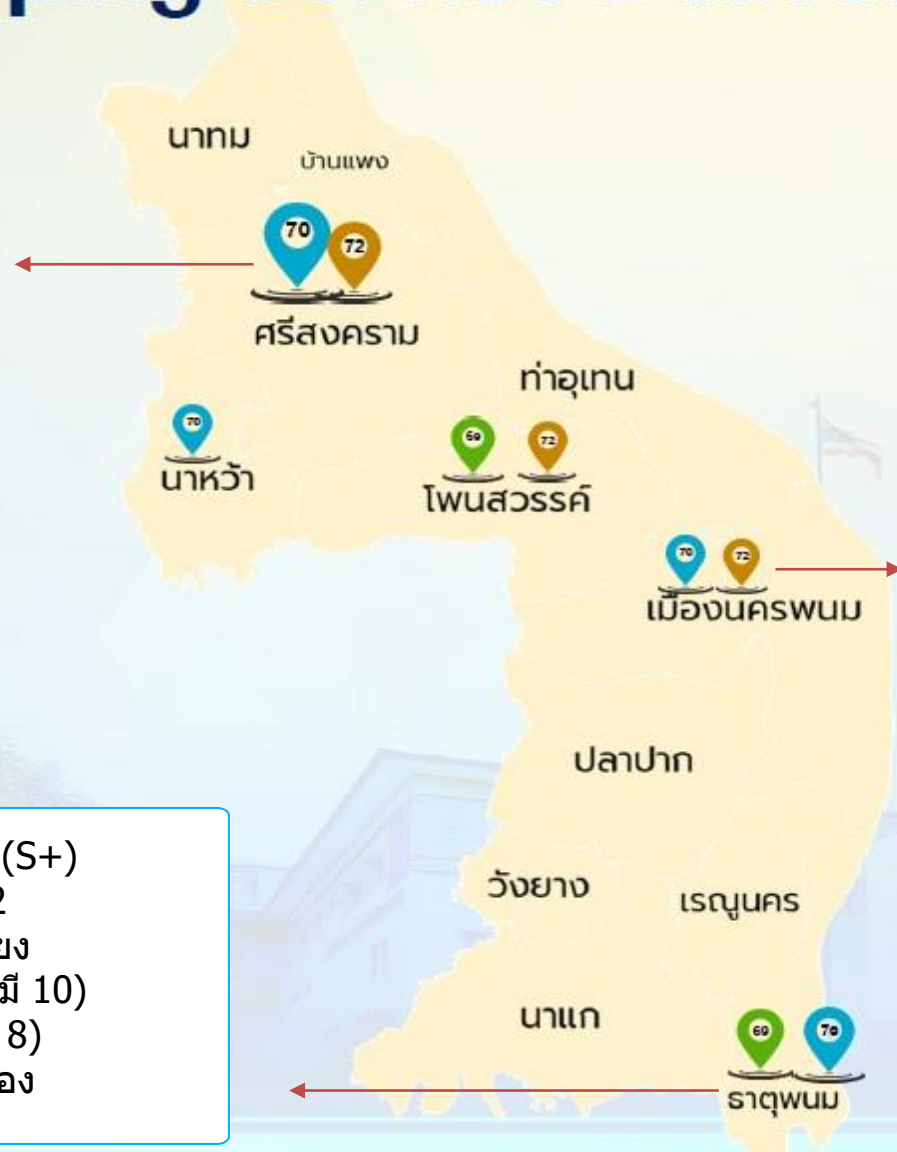 นาทม
บ้านแพง
70
72
ศรีสงคราม
ท่าอุเทน
70
69
72
นาหว้า
โพนสวรรค์
70
72
เมืองนครพนม
ปลาปาก
(S+)
วังยาง
เรณูนคร
มี 10)
8)
นาแก
69
70
ธาตุพนม